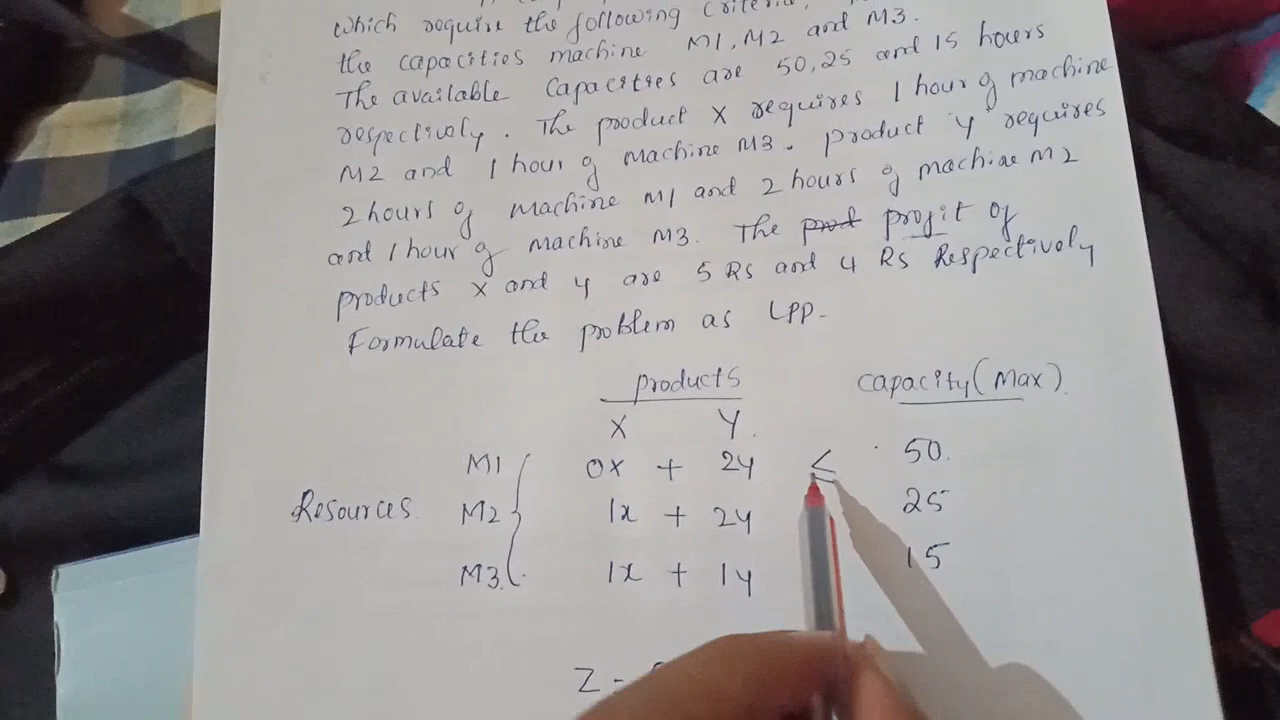 which require the following criteria,
the capacities machine M1, M2 and M3.
The available capacities are 50, 25 and 15 hours
respectively. The product X requires 1 hour of machine
M2 and 1 hour of machine M3. product Y requires
2 hours of machine M1 and 2 hours of machine M2
and 1 hour of machine M3. The prod profit of
products X and Y are 5 RS and 4 RS Respectively
Formulate the problem as LPP.
products capacity (Max).
X Y.
M1 0X + 2Y ≤ 50.
Resources M2 1X + 2Y 25
M3. 1X + 1Y 15
Z =